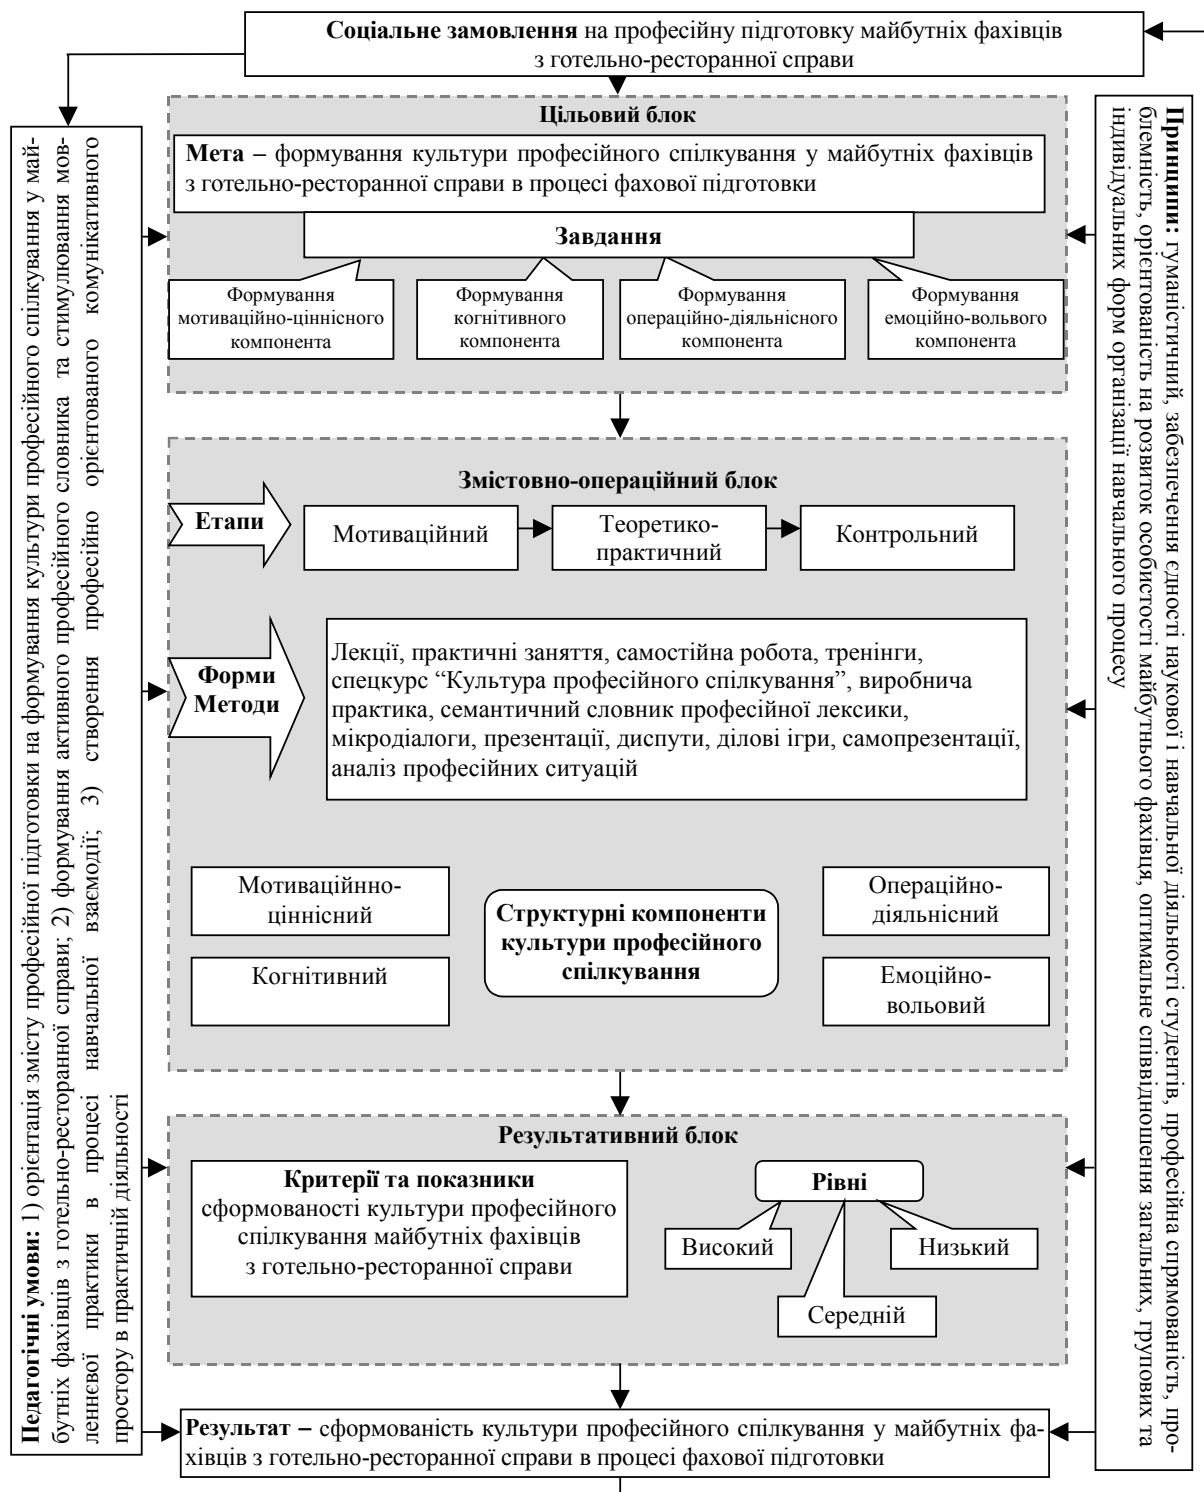 Соціальне замовлення на професійну підготовку майбутніх фахівців
з готельно-ресторанної справи
Педагогічні умови: 1) орієнтація змісту професійної підготовки на формування культури професійного спілкування у май-
бутніх фахівців з готельно-ресторанної справи; 2) формування активного професійного словника та стимулювання мов-
леннєвої практики в процесі навчальної взаємодії; 3) створення професійно орієнтованого комунікативного
простору в практичній діяльності
Цільовий блок
Мета – формування культури професійного спілкування у майбутніх фахівців
з готельно-ресторанної справи в процесі фахової підготовки
Завдання
Формування
мотиваційно-ціннісного
компонента
Формування
когнітивного
компонента
Формування
операційно-діяльнісного
компонента
Формування
емоційно-вольвого
компонента
Змістовно-операційний блок
Етапи
Мотиваційний
Теоретико-
практичний
Контрольний
Форми
Методи
Лекції, практичні заняття, самостійна робота, тренінги,
спецкурс “Культура професійного спілкування”, виробнича
практика, семантичний словник професійної лексики,
мікродіалоги, презентації, диспути, ділові ігри, самопрезентації,
аналіз професійних ситуацій
Мотиваційнно-
ціннісний
Когнітивний
Структурні компоненти
культури професійного
спілкування
Операційно-
діяльнісний
Емоційно-
вольовий
Результативний блок
Критерії та показники
сформованості культури професійного
спілкування майбутніх фахівців
з готельно-ресторанної справи
Рівні
Високий
Низький
Середній
Результат – сформованість культури професійного спілкування у майбутніх фа-
хівців з готельно-ресторанної справи в процесі фахової підготовки
Принципи: гуманістичний, забезпечення єдності наукової і навчальної діяльності студентів, професійна спрямованість, про-
блемність, орієнтованість на розвиток особистості майбутнього фахівця, оптимальне співвідношення загальних, групових та
індивідуальних форм організації навчального процесу